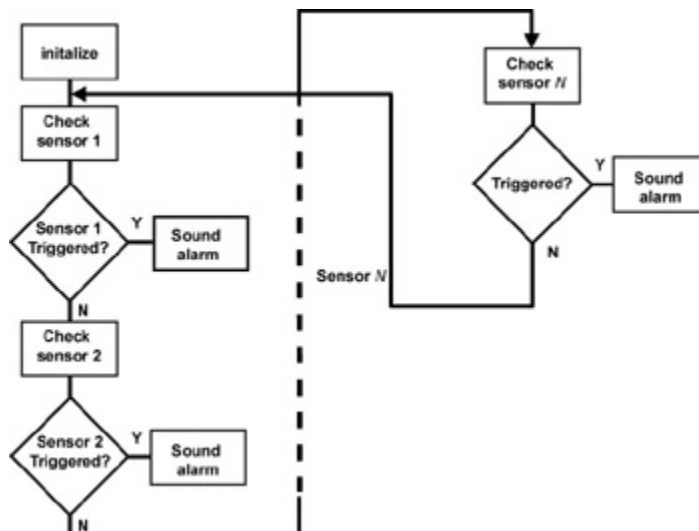 initalize
Check
sensor 1
Sensor 1
Triggered?
Y
Sound
alarm
N
Check
sensor 2
Sensor 2
Triggered?
Y
Sound
alarm
N
Check
sensor N
Triggered?
Y
Sound
alarm
N
Sensor N